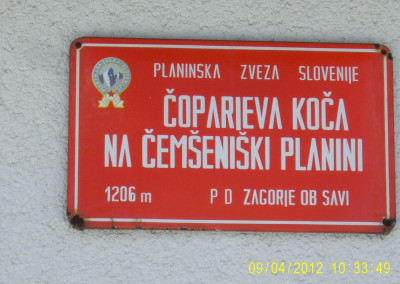 PLANINSKA ZVEZA SLOVENIJE
ČOPARJEVA KOČA
NA ČEMŠENIŠKI PLANINI
1206 m P D ZAGORJE OB SAVI
09/04/2012 10:33:49